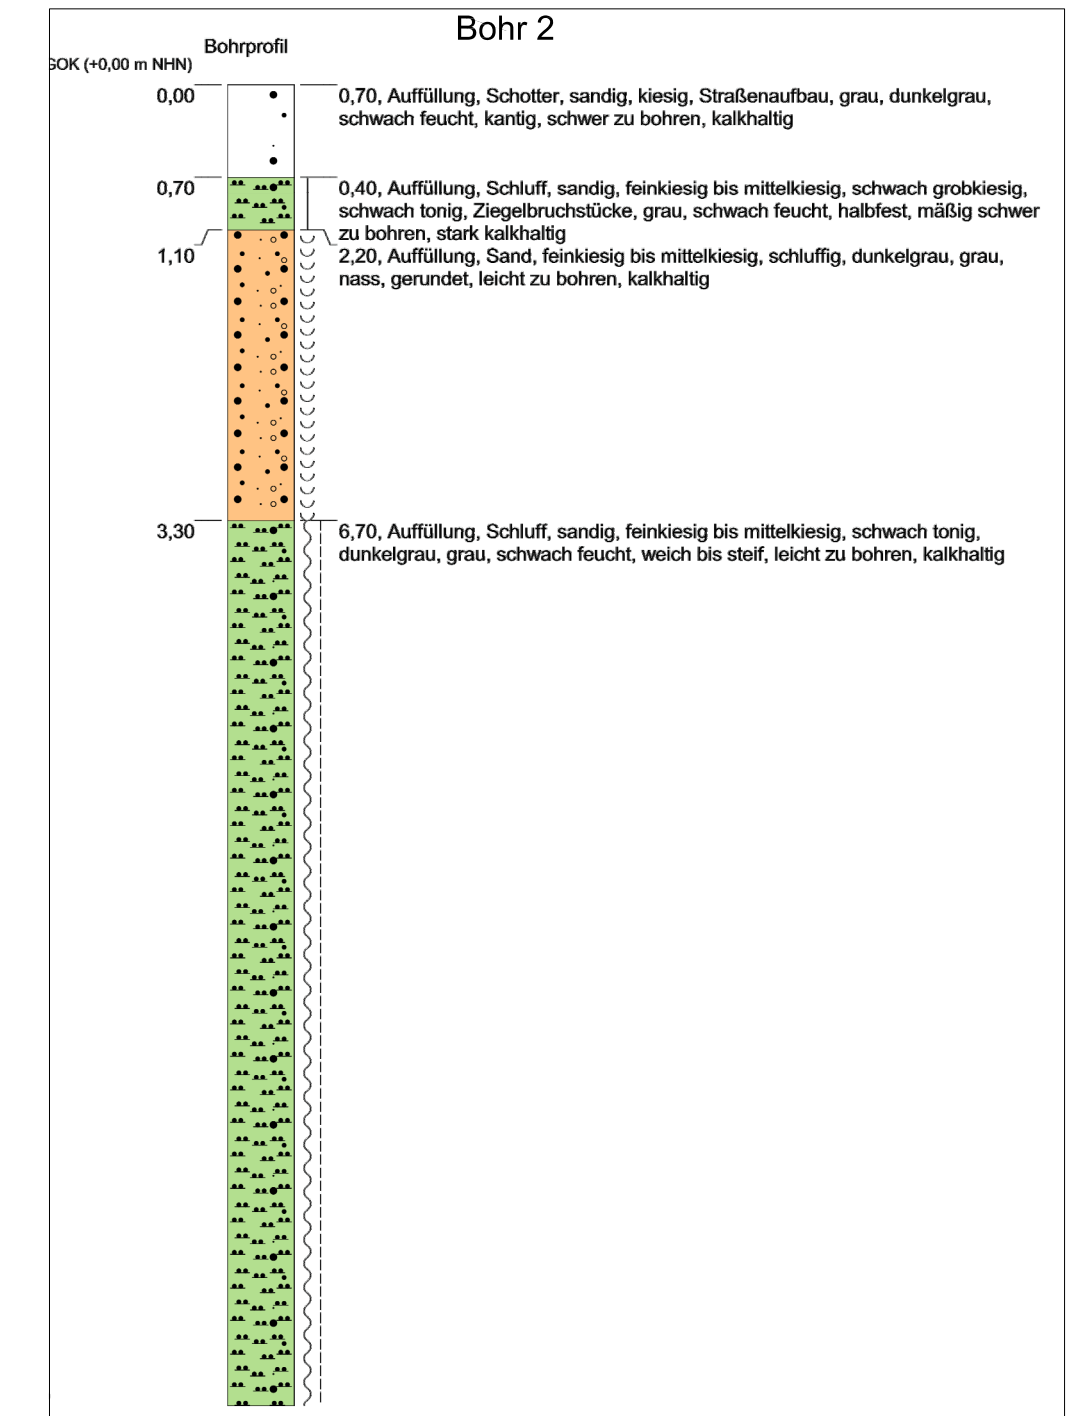 Bohr 2
Bohrprofil
GOK (+0,00 m NHN)
0,00
0,70, Auffüllung, Schotter, sandig, kiesig, Straßenaufbau, grau, dunkelgrau,
schwach feucht, kantig, schwer zu bohren, kalkhaltig
0,70
0,40, Auffüllung, Schluff, sandig, feinkiesig bis mittelkiesig, schwach grobkiesig,
schwach tonig, Ziegelbruchstücke, grau, schwach feucht, halbfest, mäßig schwer
zu bohren, stark kalkhaltig
1,10
2,20, Auffüllung, Sand, feinkiesig bis mittelkiesig, schluffig, dunkelgrau, grau,
nass, gerundet, leicht zu bohren, kalkhaltig
3,30
6,70, Auffüllung, Schluff, sandig, feinkiesig bis mittelkiesig, schwach tonig,
dunkelgrau, grau, schwach feucht, weich bis steif, leicht zu bohren, kalkhaltig